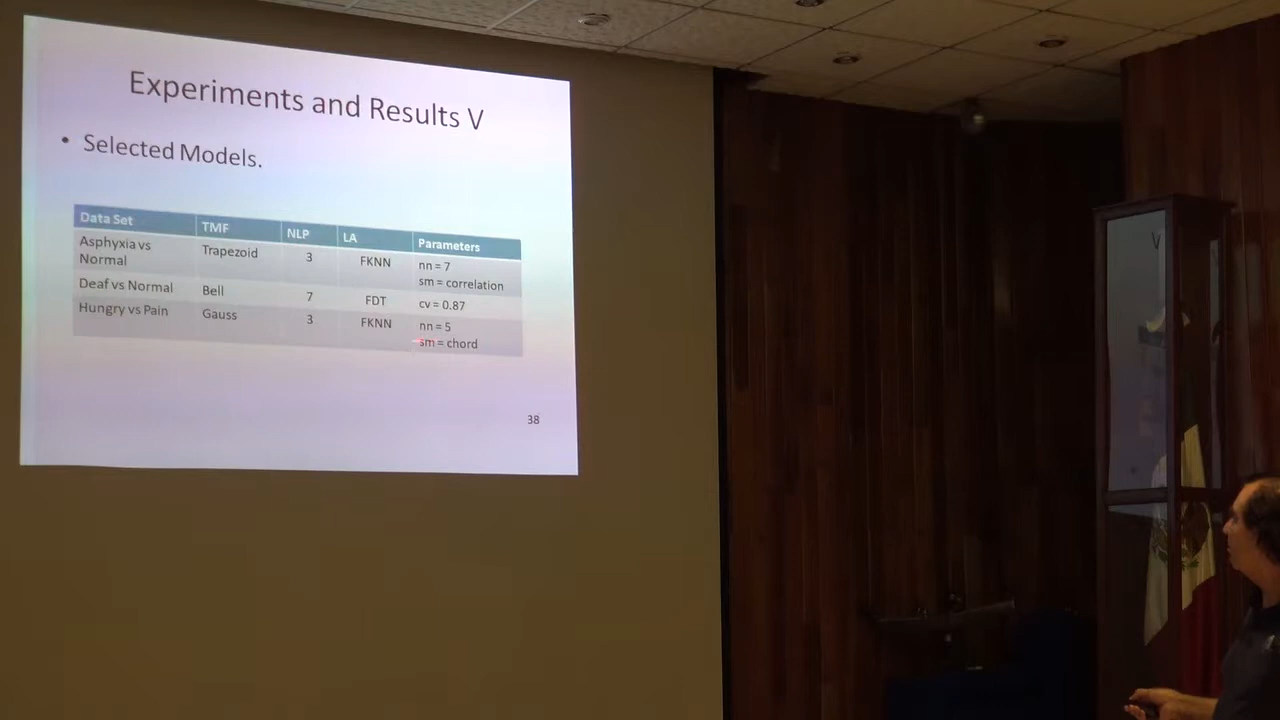 Experiments and Results V
• Selected Models.
Data Set TMF NLP LA Parameters
Asphyxia vs Normal Trapezoid 3 FKNN nn = 7
sm = correlation
Deaf vs Normal Bell 7 FDT cv = 0.87
Hungry vs Pain Gauss 3 FKNN nn = 5
sm = chord
38